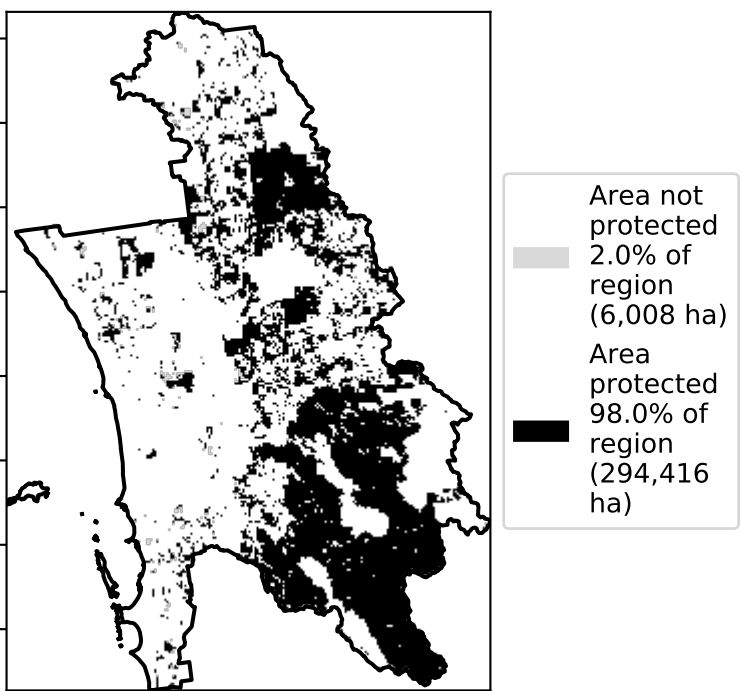 Area not
protected
2.0% of
region
(6,008 ha)
Area
protected
98.0% of
region
(294,416
ha)